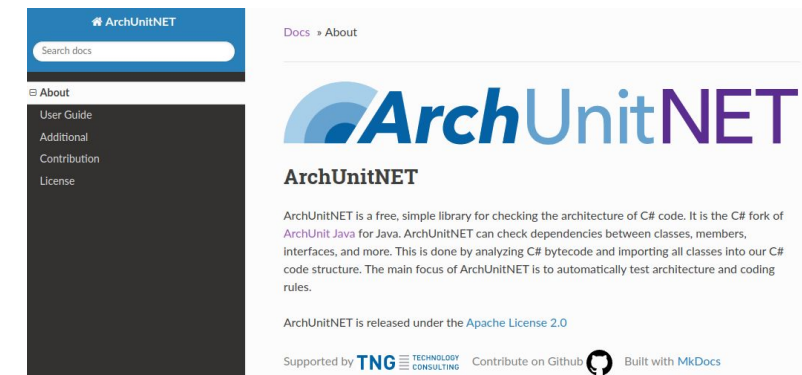 ArchUnitNET
Search docs
About
User Guide
Additional
Contribution
License
Docs » About
ArchUnitNET
ArchUnitNET
ArchUnitNET is a free, simple library for checking the architecture of C# code. It is the C# fork of
ArchUnit Java for Java. ArchUnitNET can check dependencies between classes, members,
interfaces, and more. This is done by analyzing C# bytecode and importing all classes into our C#
code structure. The main focus of ArchUnitNET is to automatically test architecture and coding
rules.
ArchUnitNET is released under the Apache License 2.0
Supported by TNG TECHNOLOGY CONSULTING Contribute on Github Built with MkDocs